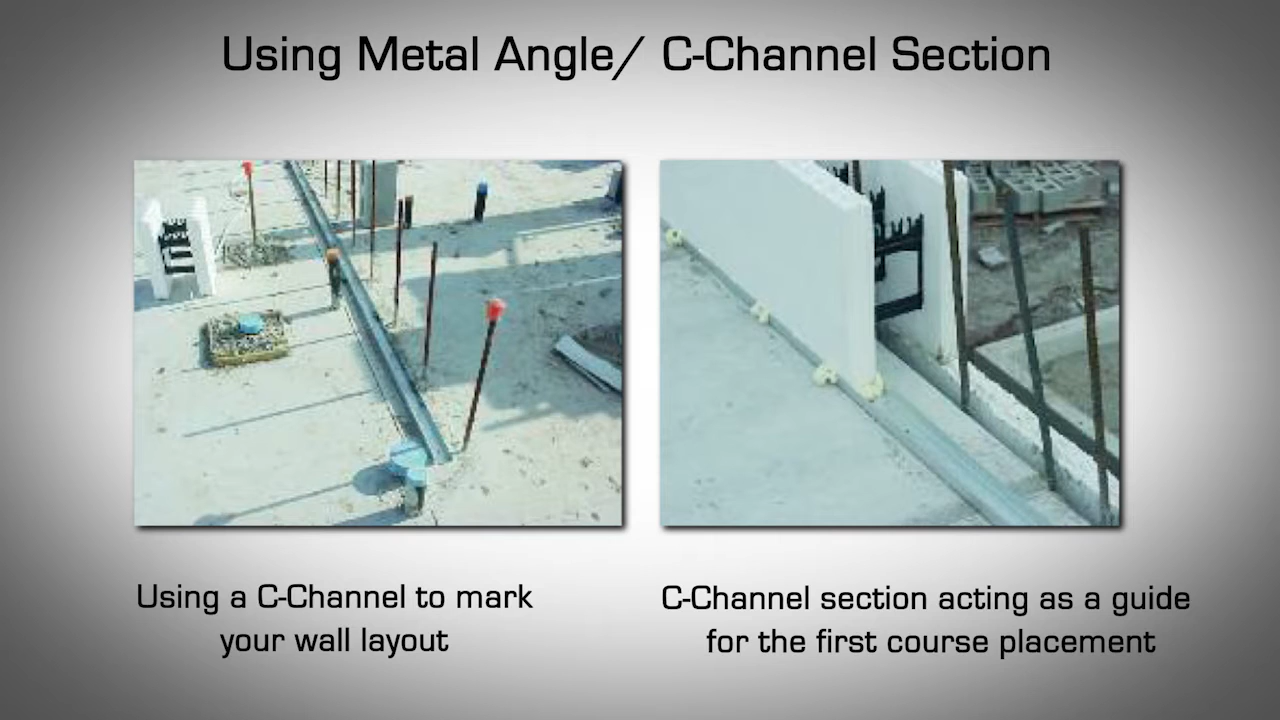 Using Metal Angle/ C-Channel Section
Using a C-Channel to mark
your wall layout
C-Channel section acting as a guide
for the first course placement